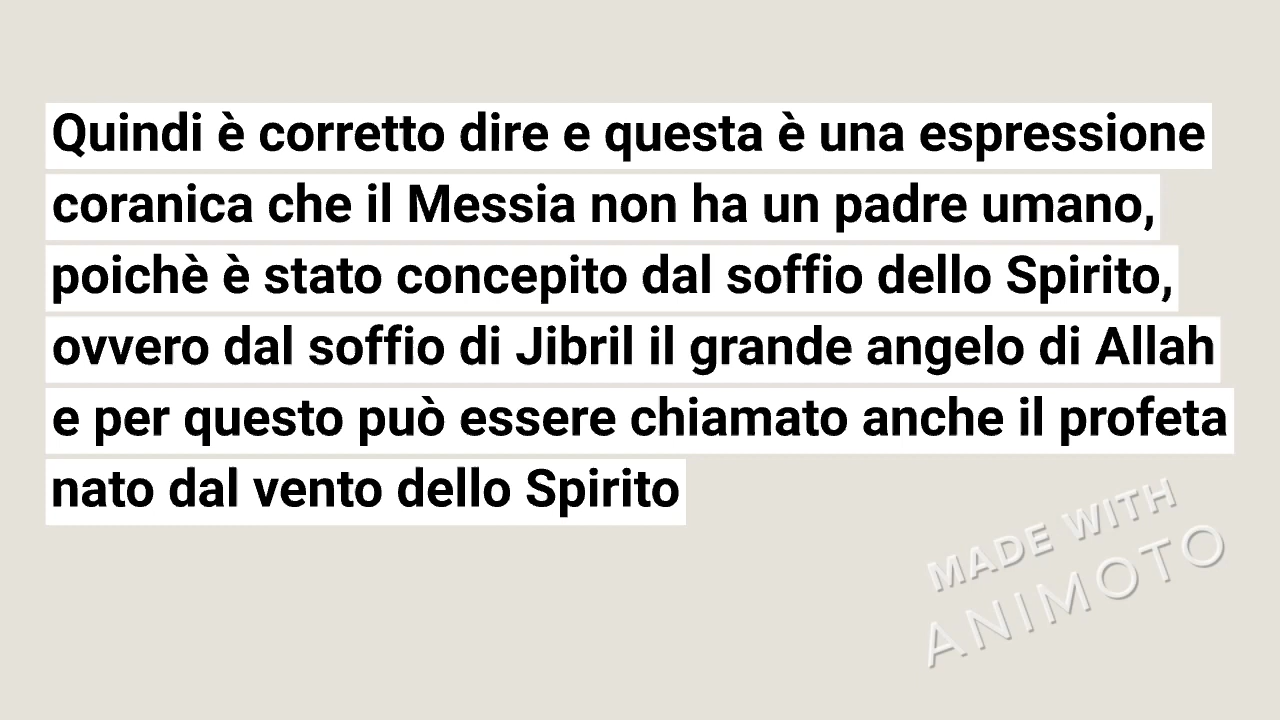 Quindi è corretto dire e questa è una espressione
coranica che il Messia non ha un padre umano,
poichè è stato concepito dal soffio dello Spirito,
ovvero dal soffio di Jibril il grande angelo di Allah
e per questo può essere chiamato anche il profeta
nato dal vento dello Spirito
MADE WITH
ANIMOTO